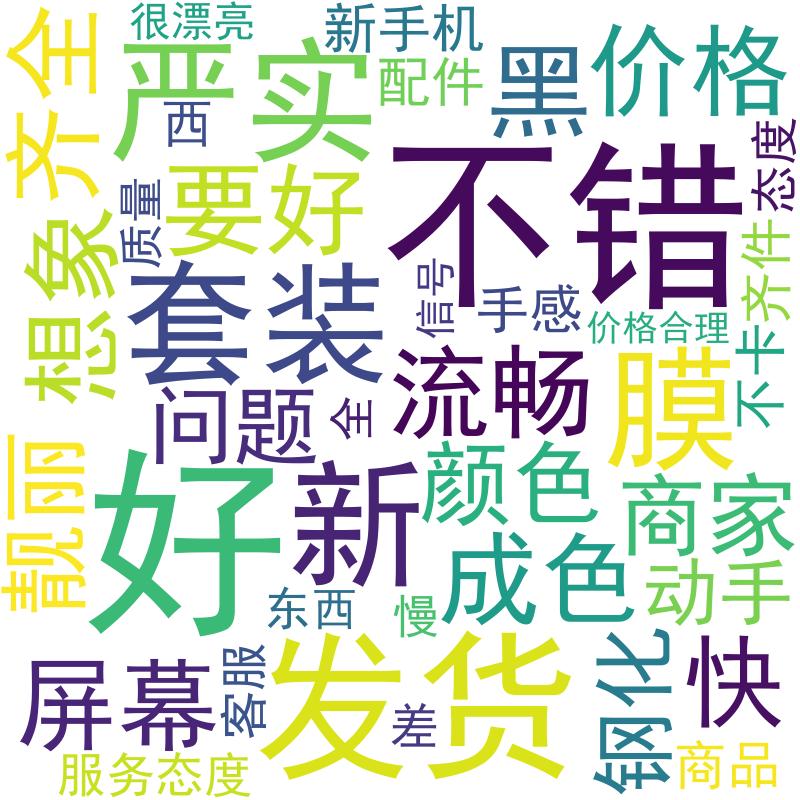 很漂亮
新手机
齐全
严实
配件
黑
价格
西
不错
态度
要好
质量
想象
套装
信号
手感
齐件
价格合理
不卡
流畅
膜
问题
全
靓丽
好
新
颜色
商家
成色
动手
东西
慢
屏幕
客服
发货
差
钢化
快
服务态度
商品